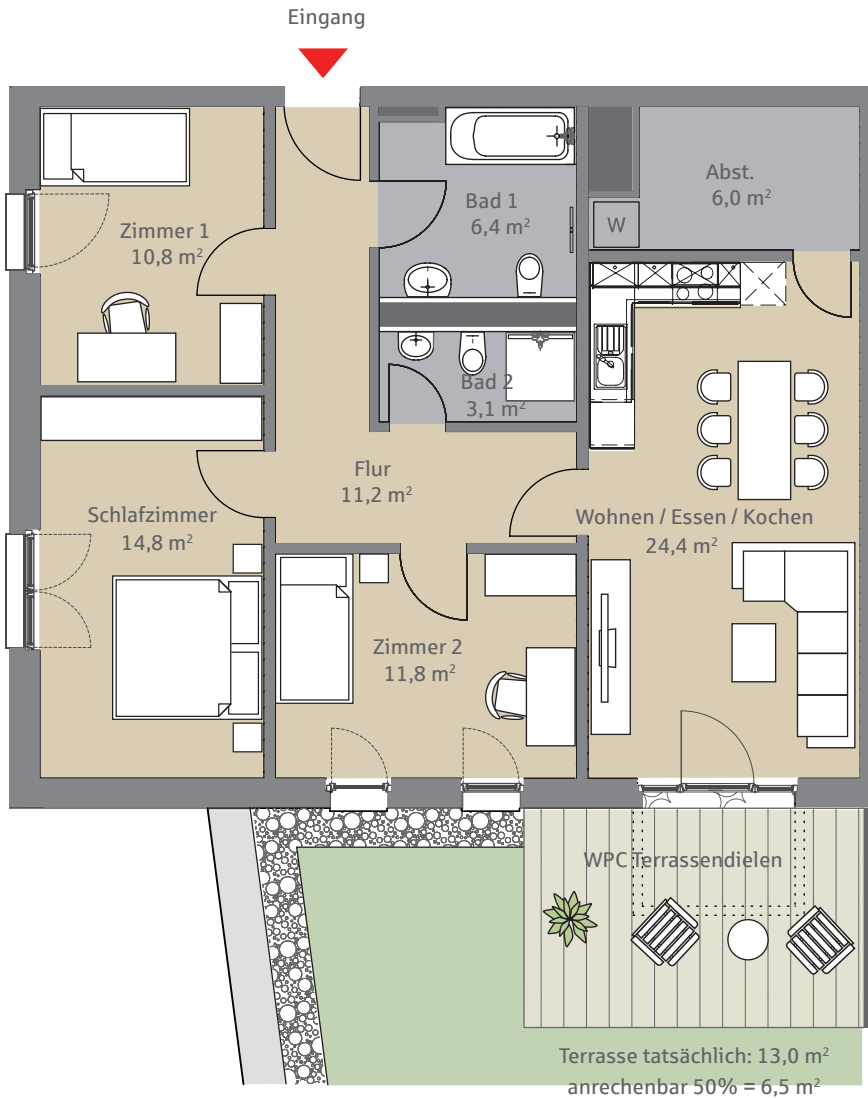 Eingang
Zimmer 1
10,8 m²
Bad 1
6,4 m²
Abst.
6,0 m²
W
Bad 2
3,1 m²
Flur
11,2 m²
Schlafzimmer
14,8 m²
Wohnen / Essen / Kochen
24,4 m²
Zimmer 2
11,8 m²
WPC Terrassendielen
Terrasse tatsächlich: 13,0 m²
anrechenbar 50% = 6,5 m²